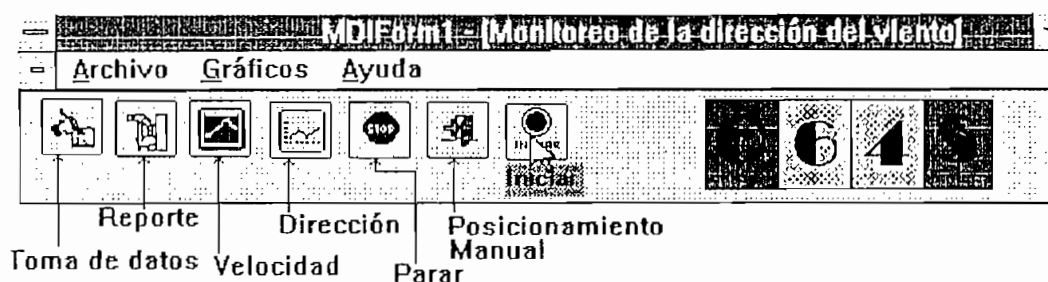 MDIForm1 - [Monitoreo de la dirección del viento]
Archivo Gráficos Ayuda
STOP
Iniciar
Reporte Dirección Posicionamiento
Manual
Toma de datos Velocidad Parar